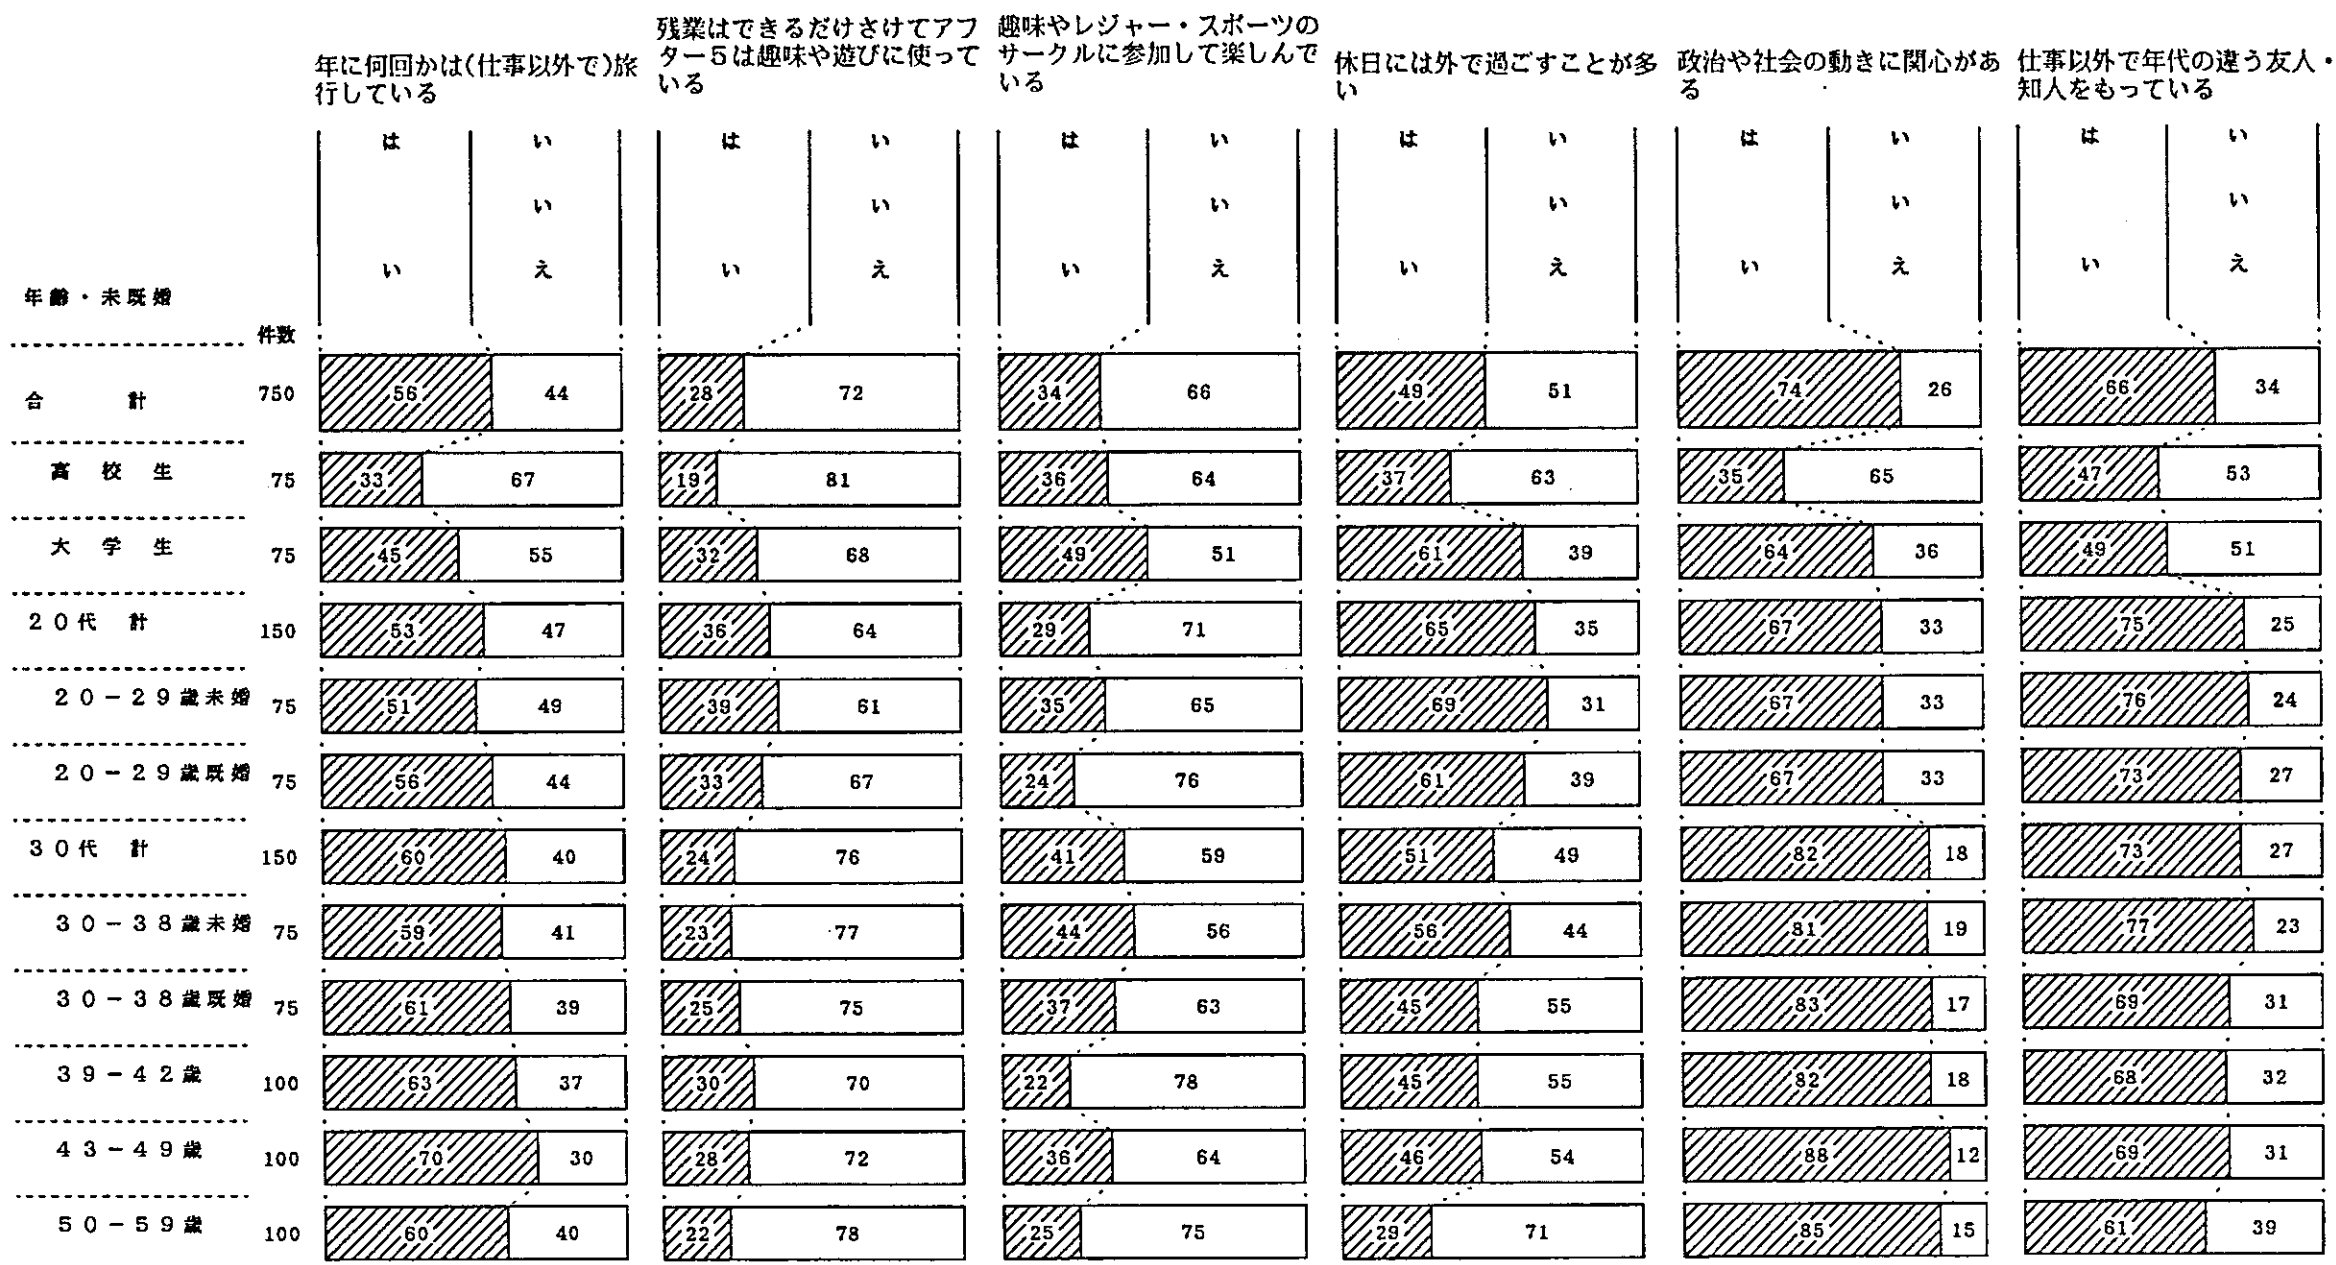 年に何回かは(仕事以外で)旅
行している
残業はできるだけさけてアフ
ター5は趣味や遊びに使って
いる
趣味やレジャー・スポーツの
サークルに参加して楽しんで
いる
休日には外で過ごすことが多
い
政治や社会の動きに関心があ
る
仕事以外で年代の違う友人・
知人をもっている
はい いいえ はい いいえ はい いいえ はい いいえ はい いいえ はい いいえ
年齢・未既婚
件数
合計 750 56 44 28 72 34 66 49 51 74 26 66 34
高校生 75 33 67 19 81 36 64 37 63 35 65 47 53
大学生 75 45 55 32 68 49 51 61 39 64 36 49 51
20代 計 150 53 47 36 64 29 71 65 35 67 33 75 25
20-29歳未婚 75 51 49 39 61 35 65 69 31 67 33 76 24
20-29歳既婚 75 56 44 33 67 24 76 61 39 67 33 73 27
30代 計 150 60 40 24 76 41 59 51 49 82 18 73 27
30-38歳未婚 75 59 41 23 77 44 56 56 44 81 19 77 23
30-38歳既婚 75 61 39 25 75 37 63 45 55 83 17 69 31
39-42歳 100 63 37 30 70 22 78 45 55 82 18 68 32
43-49歳 100 70 30 28 72 36 64 46 54 88 12 69 31
50-59歳 100 60 40 22 78 25 75 29 71 85 15 61 39